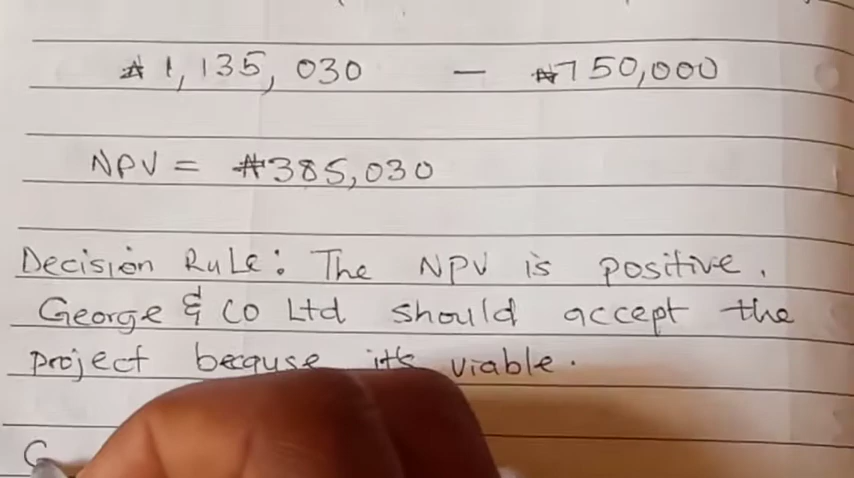 ₦1,135,030 – ₦750,000
NPV = ₦385,030
Decision Rule: The NPV is positive.
George & Co Ltd should accept the
project because it's viable.